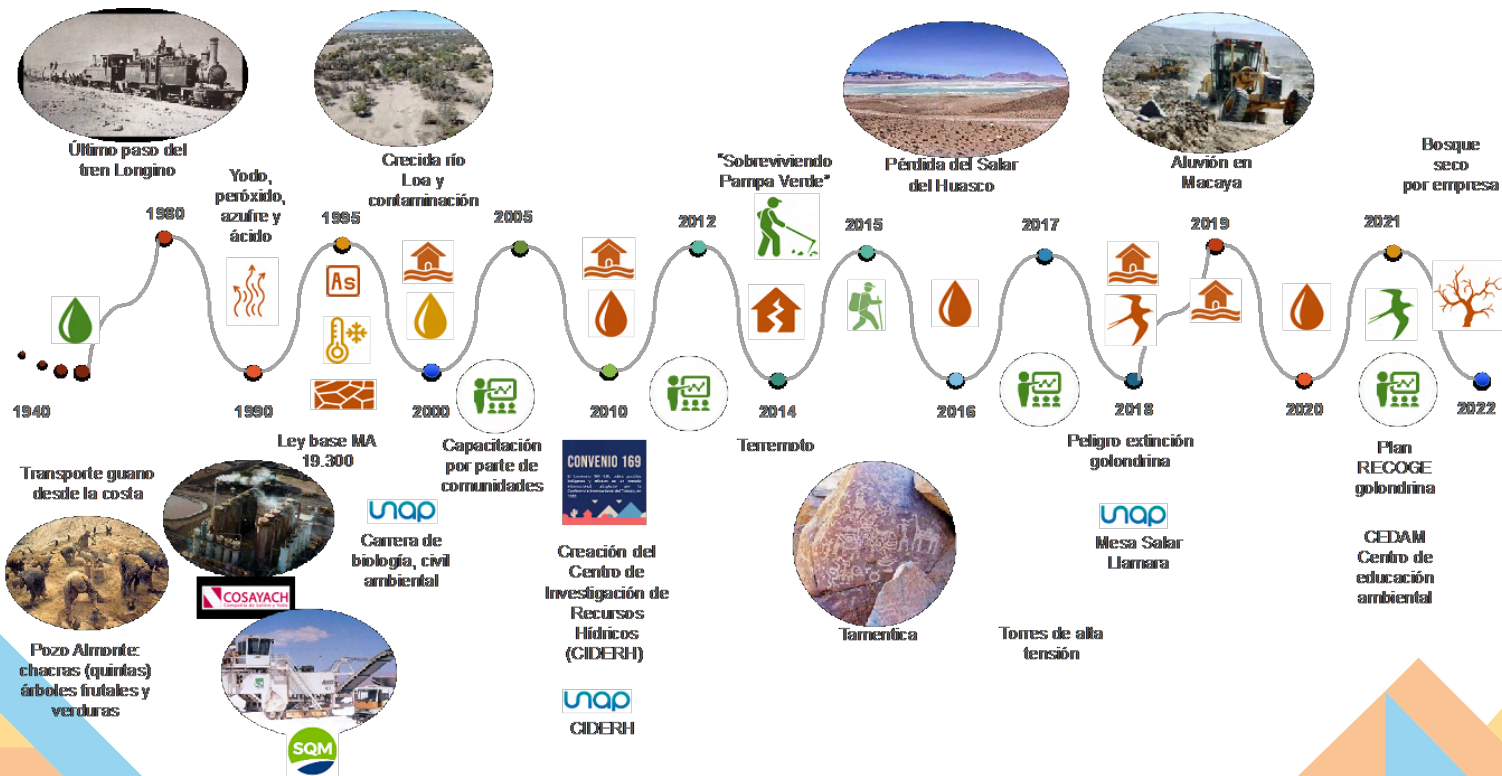 Último paso del
tren Longino
Yodo,
peróxido,
azufre y
ácido
Crecida río
Loa y
contaminación
"Sobreviviendo
Pampa Verde"
Pérdida del Salar
del Huasco
Aluvión en
Macaya
Bosque
seco
por empresa
1980
1995
2005
2012
2015
2017
2019
2021
As
1940
1990
2000
2010
2014
2016
2018
2020
2022
Transporte guano
desde la costa
Pozo Almonte:
chacras (quintas)
árboles frutales y
verduras
COSAYACH
Compañía de Salitre y Yodo
SQM
Ley base MA
19.300
unap
Carrera de
biología, civil
ambiental
Capacitación
por parte de
comunidades
CONVENIO 169
Creación del
Centro de
Investigación de
Recursos
Hídricos
(CIDERH)
unap
CIDERH
Terremoto
Tamentica
Torres de alta
tensión
Peligro extinción
golondrina
unap
Mesa Salar
Llamara
Plan
RECOGE
golondrina
CEDAM
Centro de
educación
ambiental